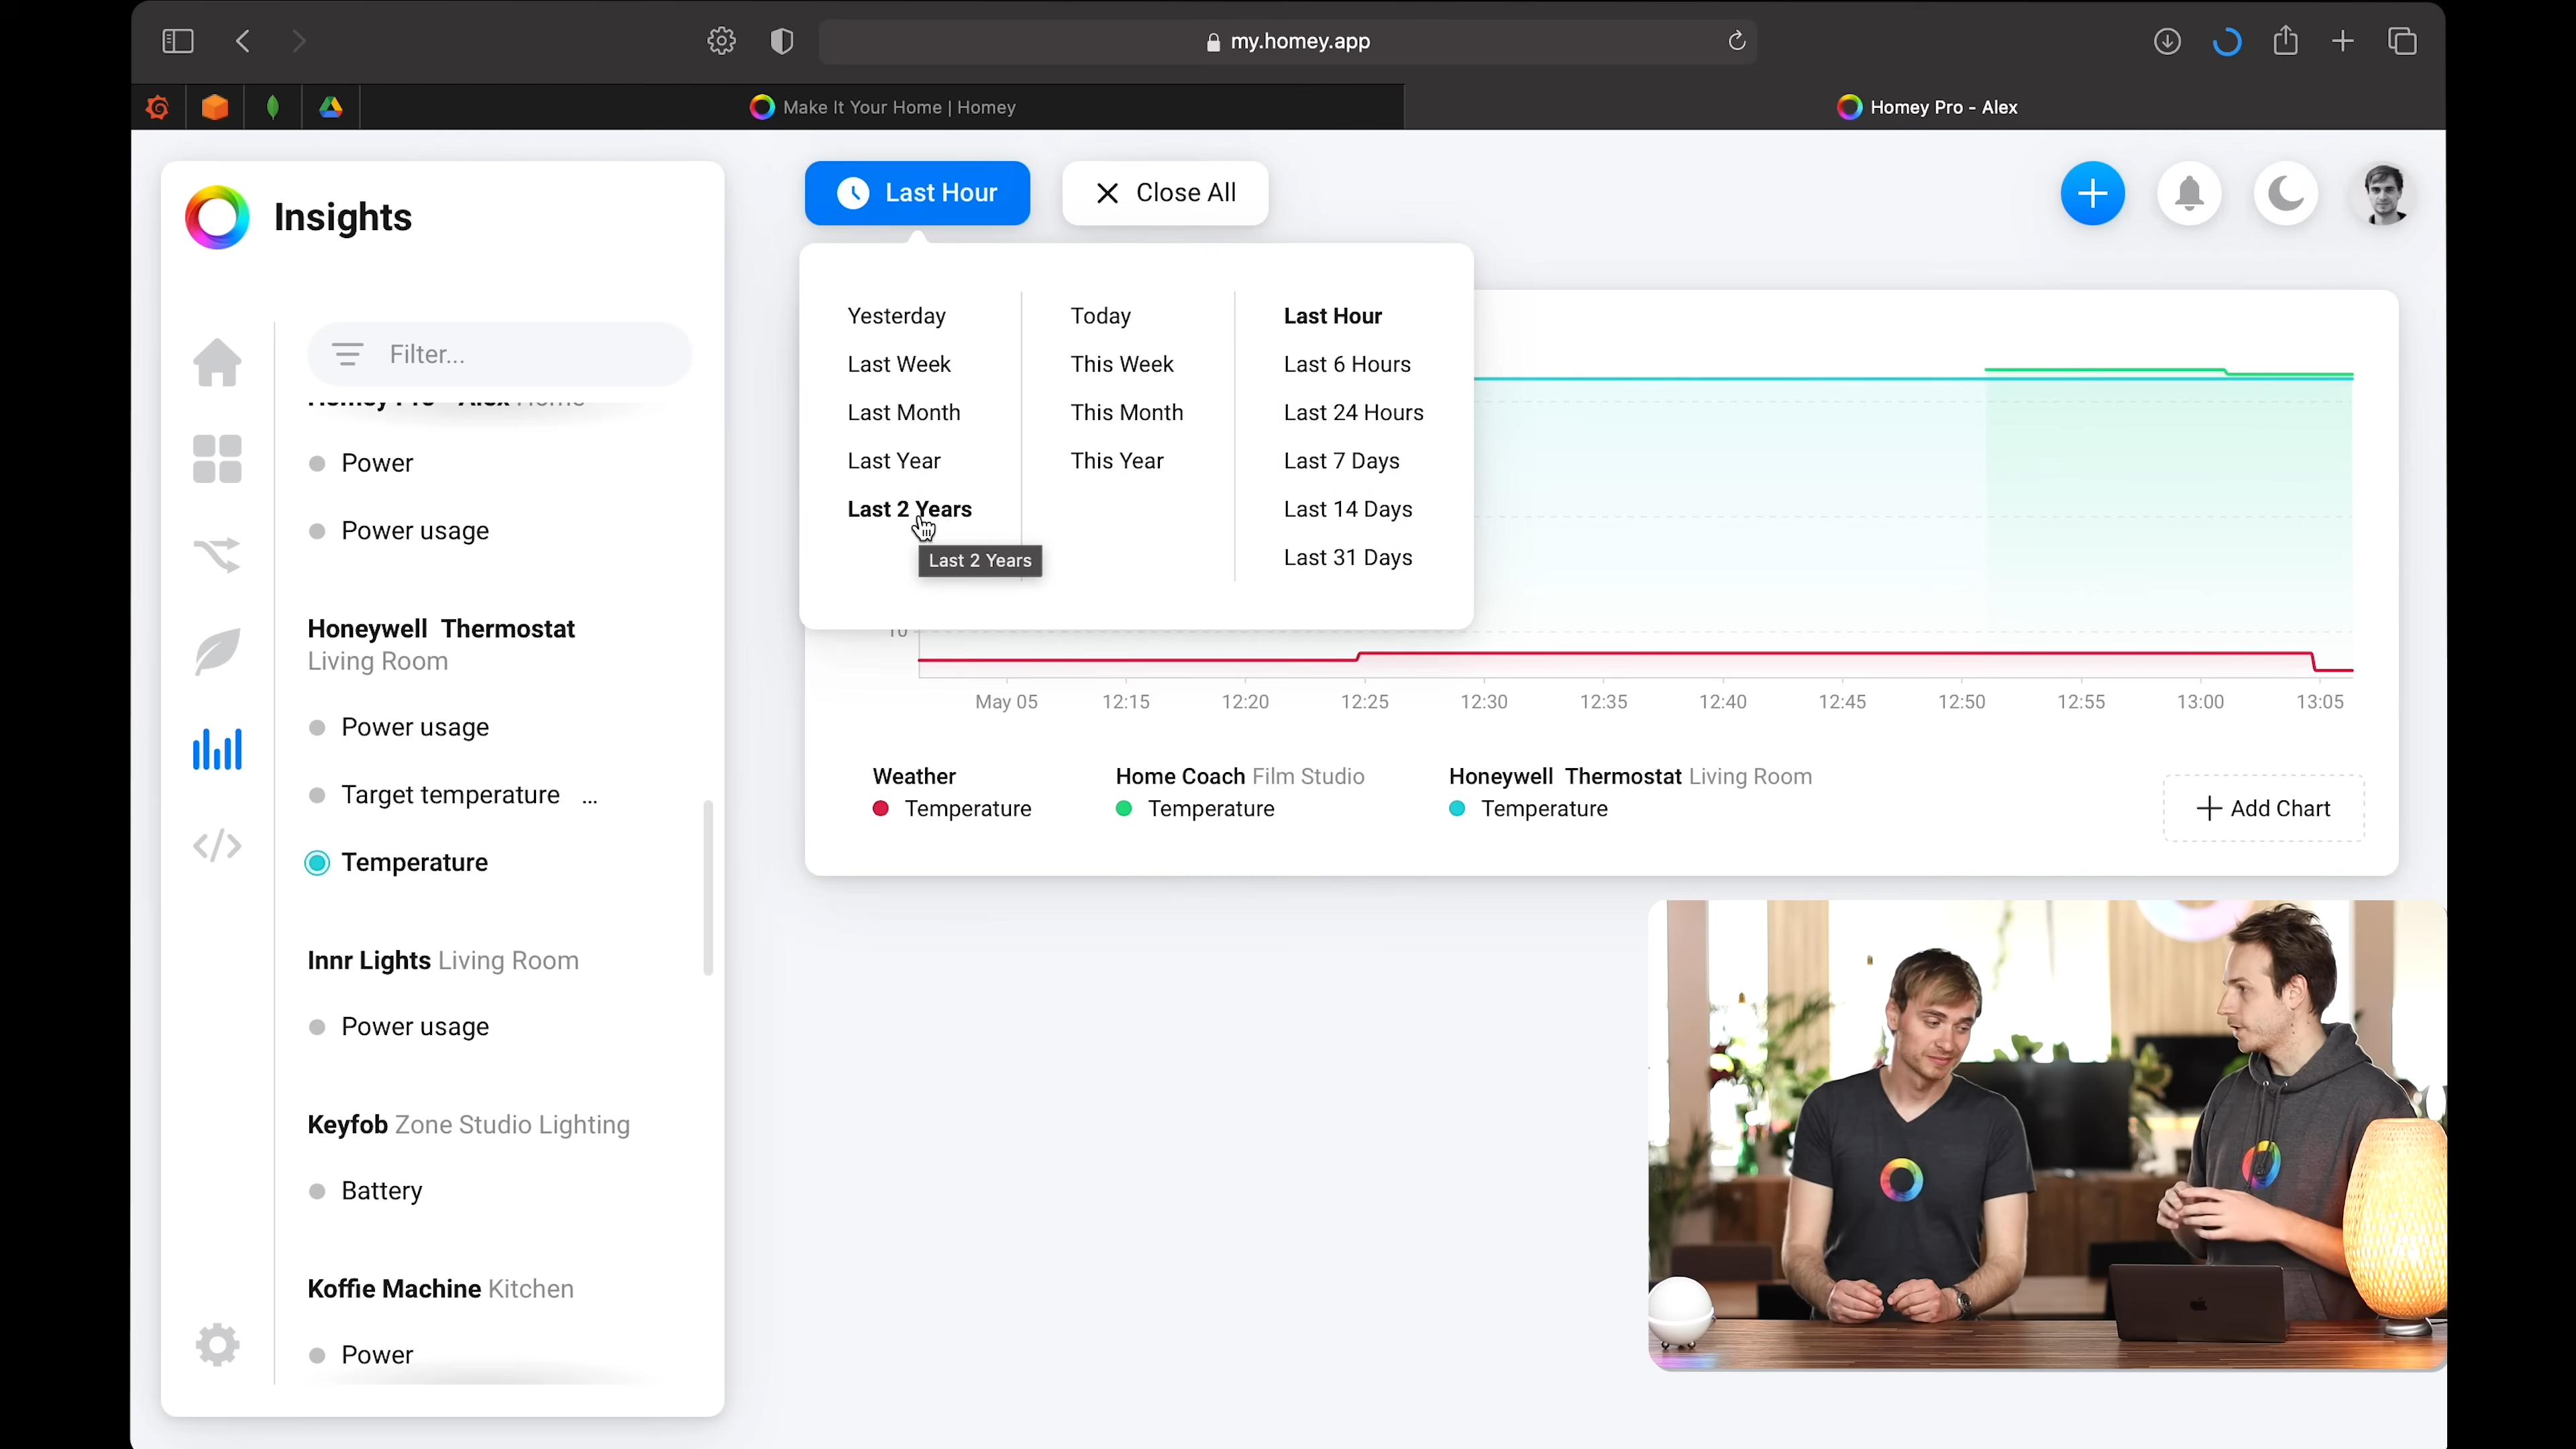 my.homey.app
Make It Your Home | Homey
Homey Pro - Alex
Insights
Last Hour
Close All
Filter...
Homey Pro - Alex Home
Power
Power usage
Honeywell Thermostat
Living Room
Power usage
Target temperature ...
Temperature
Innr Lights Living Room
Power usage
Keyfob Zone Studio Lighting
Battery
Koffie Machine Kitchen
Power
Yesterday
Last Week
Last Month
Last Year
Last 2 Years
Last 2 Years
Today
This Week
This Month
This Year
Last Hour
Last 6 Hours
Last 24 Hours
Last 7 Days
Last 14 Days
Last 31 Days
10
May 05 12:15 12:20 12:25 12:30 12:35 12:40 12:45 12:50 12:55 13:00 13:05
Weather
Temperature
Home Coach Film Studio
Temperature
Honeywell Thermostat Living Room
Temperature
Add Chart